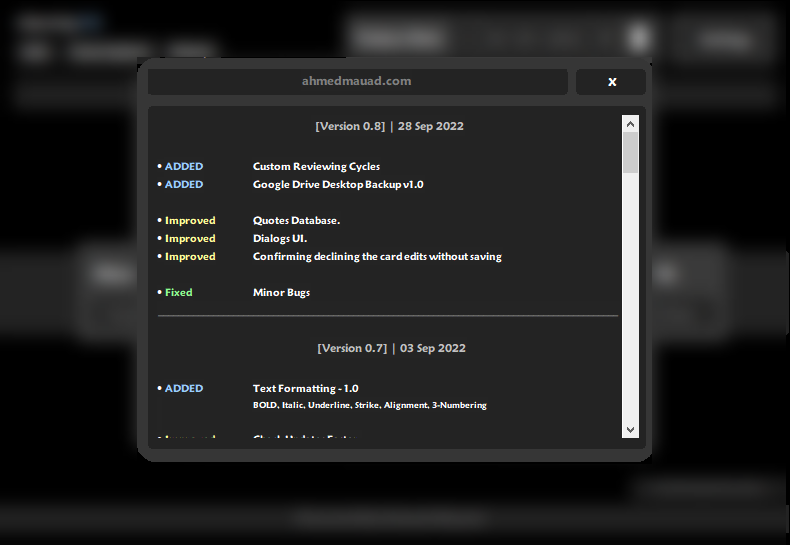 ahmedmauad.com
x
[Version 0.8] | 28 Sep 2022
• ADDED Custom Reviewing Cycles
• ADDED Google Drive Desktop Backup v1.0
• Improved Quotes Database.
• Improved Dialogs UI.
• Improved Confirming declining the card edits without saving
• Fixed Minor Bugs
[Version 0.7] | 03 Sep 2022
• ADDED Text Formatting - 1.0
BOLD, Italic, Underline, Strike, Alignment, 3-Numbering